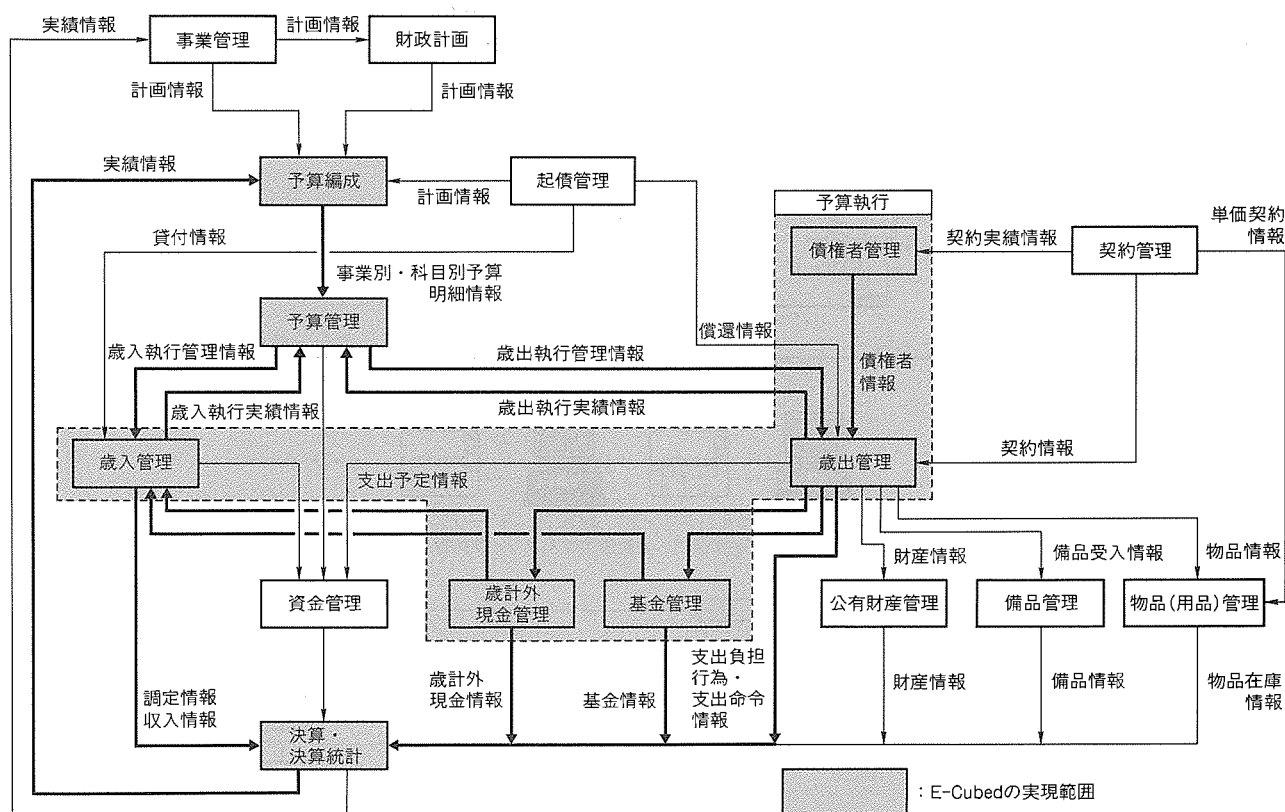 実績情報
事業管理
計画情報
財政計画
計画情報
計画情報
実績情報
予算編成
計画情報
起債管理
予算執行
貸付情報
債権者管理
契約実績情報
契約管理
単価契約
情報
事業別・科目別予算
明細情報
予算管理
償還情報
歳入執行管理情報
歳出執行管理情報
債権者
情報
歳入執行実績情報
歳出執行実績情報
歳入管理
支出予定情報
歳出管理
契約情報
財産情報
備品受入情報
物品情報
資金管理
歳計外
現金管理
基金管理
公有財産管理
備品管理
物品(用品)管理
調定情報
収入情報
歳計外
現金情報
基金情報
支出負担
行為・
支出命令
情報
財産情報
備品情報
物品在庫
情報
決算・
決算統計
:E-Cubedの実現範囲